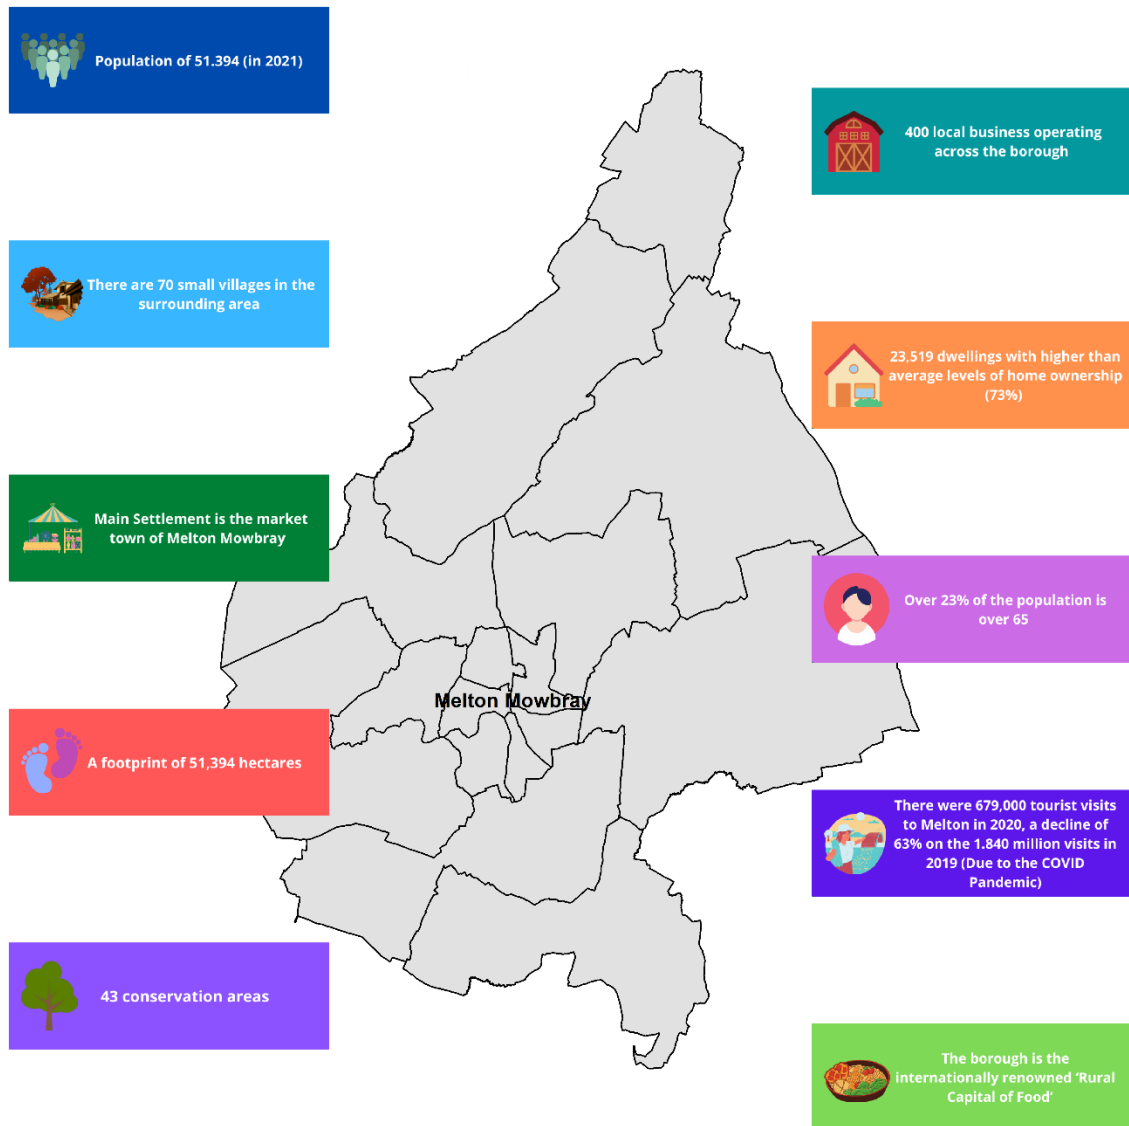 Population of 51.394 (in 2021)
400 local business operating
across the borough
There are 70 small villages in the
surrounding area
23,519 dwellings with higher than
average levels of home ownership
(73%)
Main Settlement is the market
town of Melton Mowbray
Over 23% of the population is
over 65
Melton Mowbray
A footprint of 51,394 hectares
There were 679,000 tourist visits
to Melton in 2020, a decline of
63% on the 1.840 million visits in
2019 (Due to the COVID
Pandemic)
43 conservation areas
The borough is the
internationally renowned ‘Rural
Capital of Food’